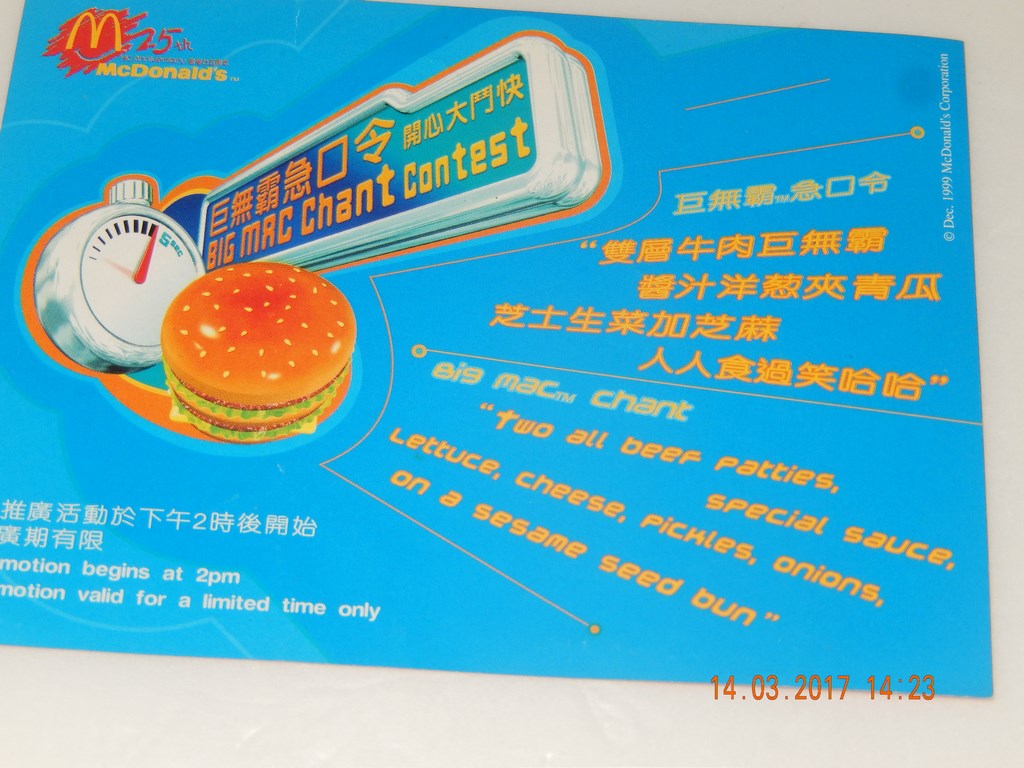 25th
McDonald's™
巨無霸急口令 開心大鬥快
BIG MAC Chant Contest
5 SEC
© Dec. 1999 McDonald's Corporation
巨無霸™急口令
“雙層牛肉巨無霸
醬汁洋葱夾青瓜
芝士生菜加芝蔴
人人食過笑哈哈”
Big Mac™ Chant
“Two all beef patties,
special sauce,
Lettuce, cheese, pickles, onions,
on a sesame seed bun”
推廣活動於下午2時後開始
廣期有限
motion begins at 2pm
motion valid for a limited time only
14.03.2017 14:23